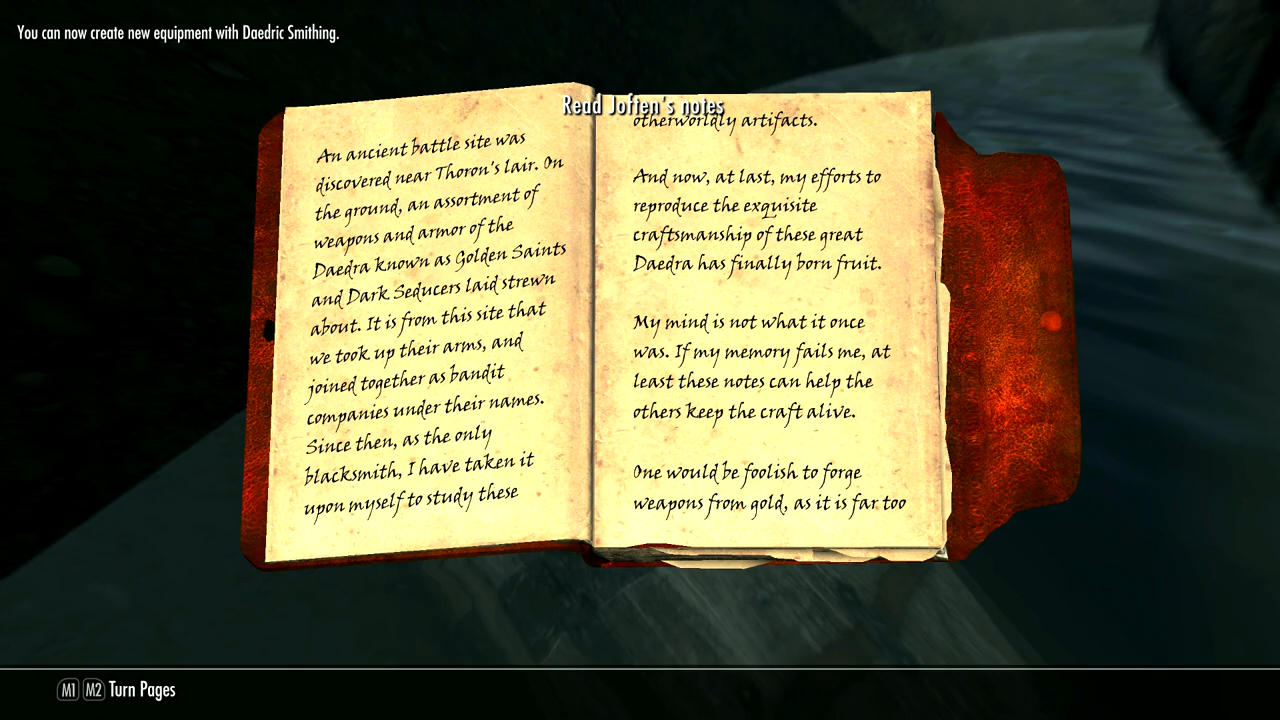 You can now create new equipment with Daedric Smithing.
Read Joften's notes
An ancient battle site was
discovered near Thoron's lair. On
the ground, an assortment of
weapons and armor of the
Daedra known as Golden Saints
and Dark Seducers laid strewn
about. It is from this site that
we took up their arms, and
joined together as bandit
companies under their names.
Since then, as the only
blacksmith, I have taken it
upon myself to study these
otherworldly artifacts.
And now, at last, my efforts to
reproduce the exquisite
craftsmanship of these great
Daedra has finally born fruit.
My mind is not what it once
was. If my memory fails me, at
least these notes can help the
others keep the craft alive.
One would be foolish to forge
weapons from gold, as it is far too
M1 M2 Turn Pages